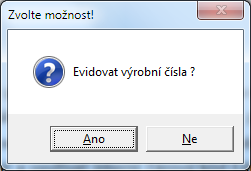 Zvolte možnost!
Evidovat výrobní čísla ?
Ano
Ne